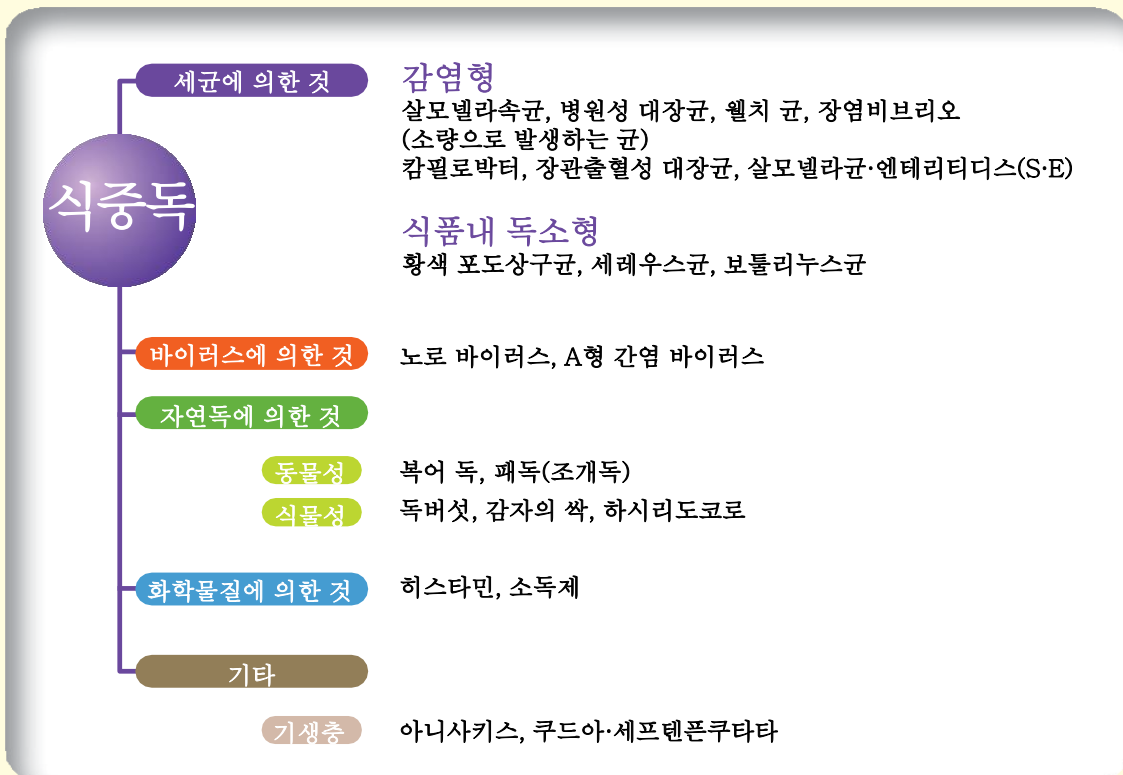 식중독
세균에 의한 것
감염형
살모넬라속균, 병원성 대장균, 웰치 균, 장염비브리오
(소량으로 발생하는 균)
캄필로박터, 장관출혈성 대장균, 살모넬라균·엔테리티디스(S·E)
식품내 독소형
황색 포도상구균, 세레우스균, 보툴리누스균
바이러스에 의한 것
노로 바이러스, A형 간염 바이러스
자연독에 의한 것
동물성
복어 독, 패독(조개독)
식물성
독버섯, 감자의 싹, 하시리도코로
화학물질에 의한 것
히스타민, 소독제
기타
기생충
아니사키스, 쿠드아·세프텐픈쿠타타